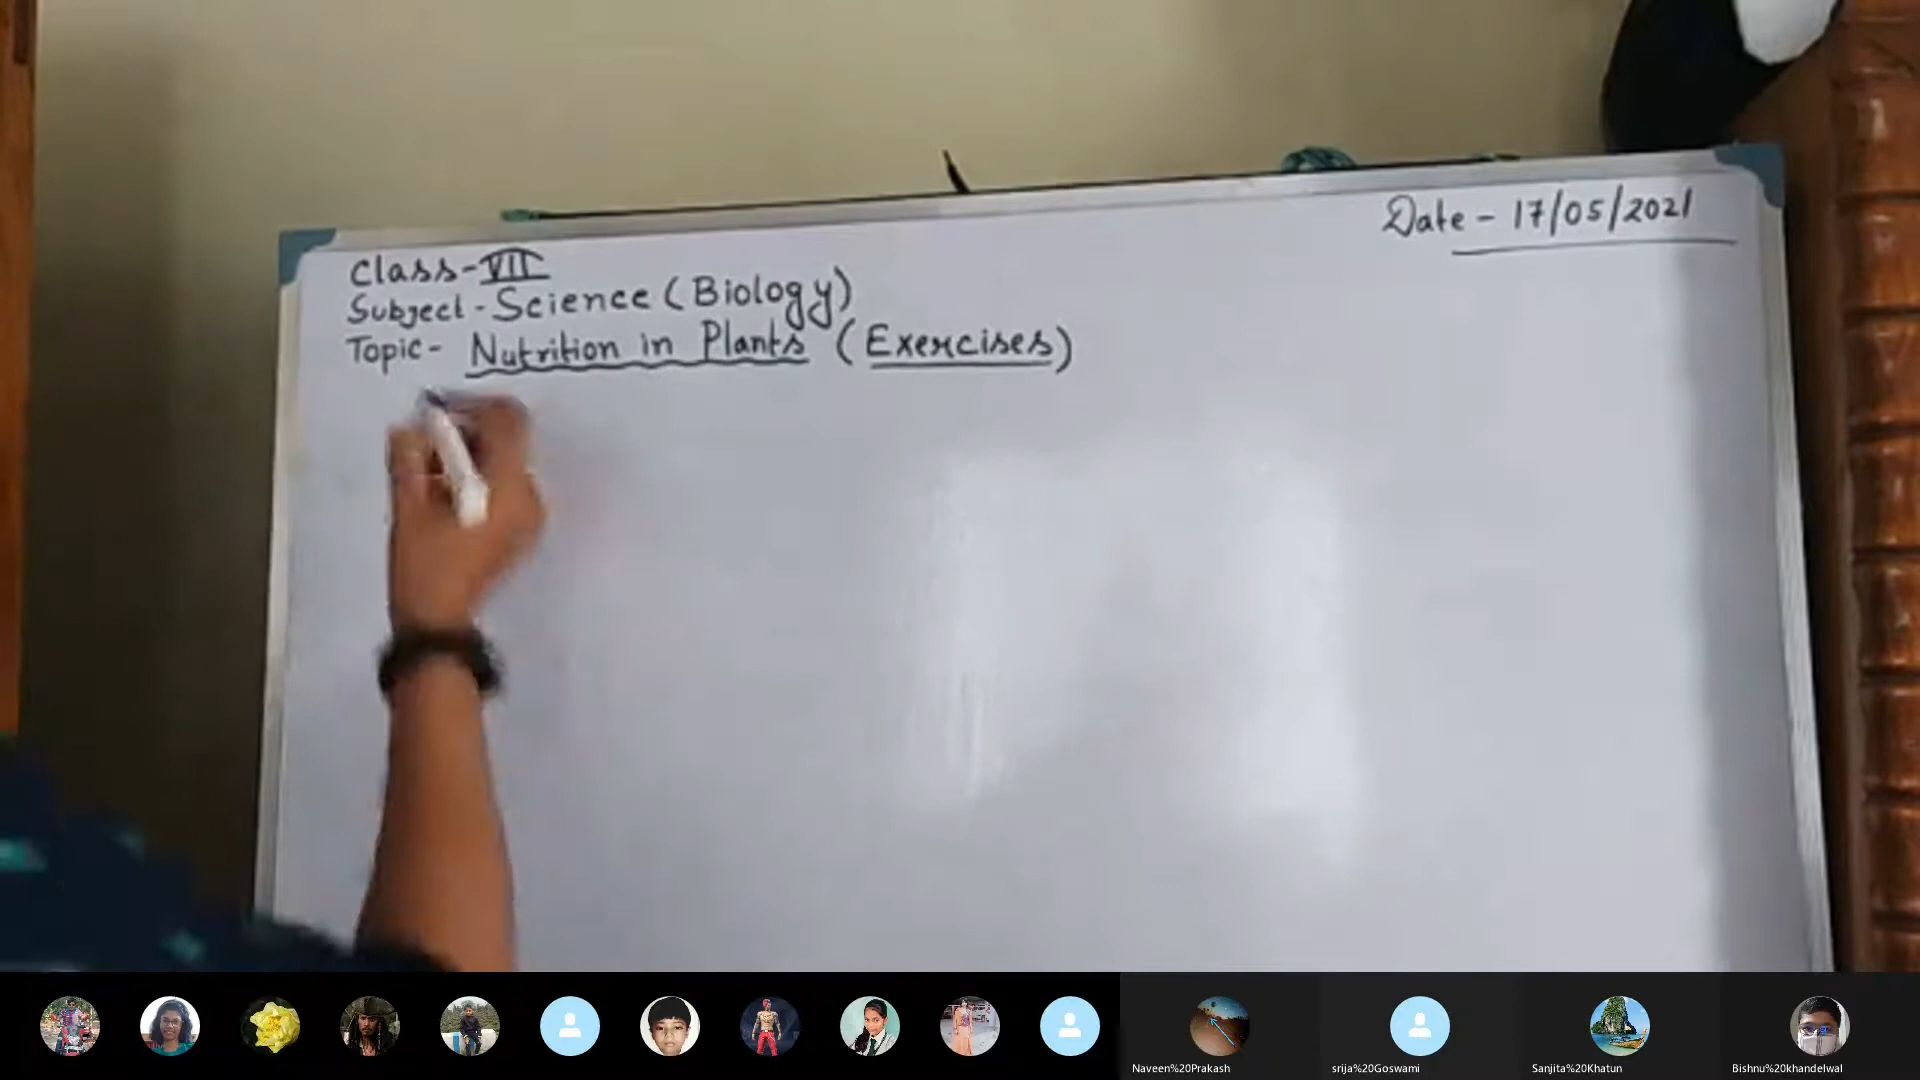 Date - 17/05/2021
Class - VII
Subject - Science (Biology)
Topic - Nutrition in Plants (Exercises)
Naveen%20Prakash
srija%20Goswami
Sanjita%20Khatun
Bishnu%20khandelwal